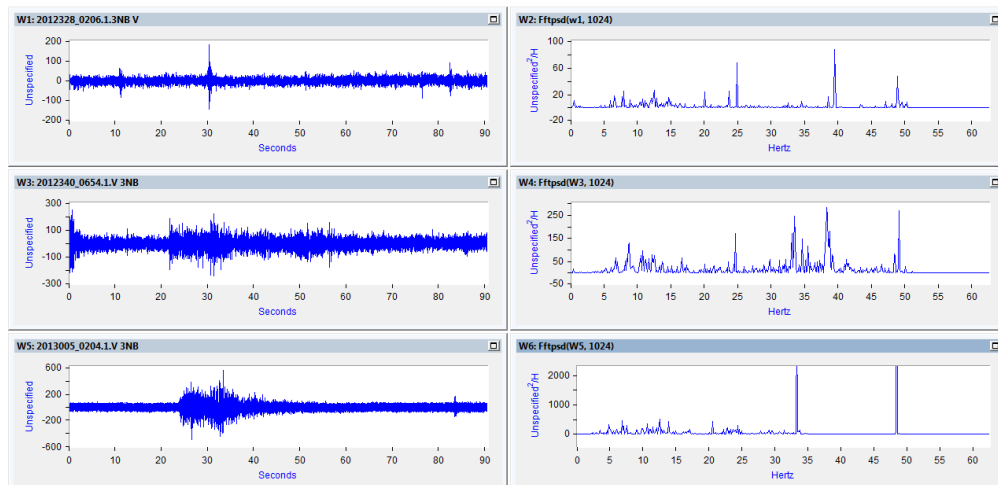 W1: 2012328_0206.1.3NB V
200
100
0
-100
-200
Unspecified
0 10 20 30 40 50 60 70 80 90
Seconds
W2: Fftpsd(w1, 1024)
100
60
20
-20
Unspecified²/H
0 5 10 15 20 25 30 35 40 45 50 55 60
Hertz
W3: 2012340_0654.1.V 3NB
300
100
-100
-300
Unspecified
0 10 20 30 40 50 60 70 80 90
Seconds
W4: Fftpsd(W3, 1024)
250
150
50
-50
Unspecified²/H
0 5 10 15 20 25 30 35 40 45 50 55 60
Hertz
W5: 2013005_0204.1.V 3NB
600
200
-200
-600
Unspecified
0 10 20 30 40 50 60 70 80 90
Seconds
W6: Fftpsd(W5, 1024)
2000
1000
0
Unspecified²/H
0 5 10 15 20 25 30 35 40 45 50 55 60
Hertz